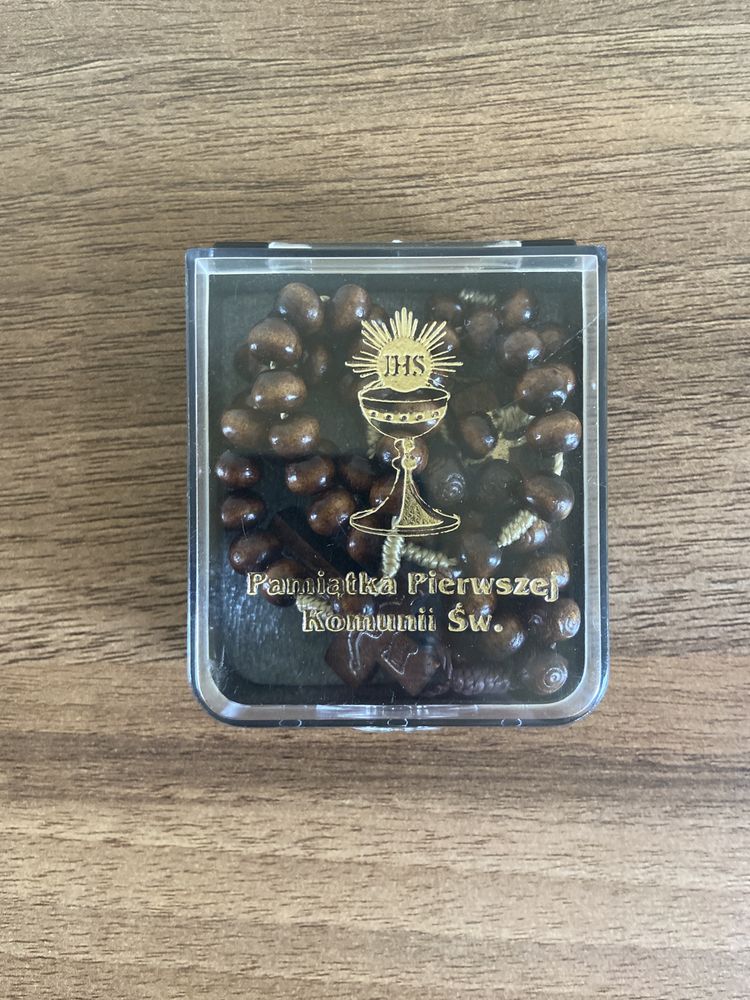 IHS
Pamiątka Pierwszej
Komunii Św.